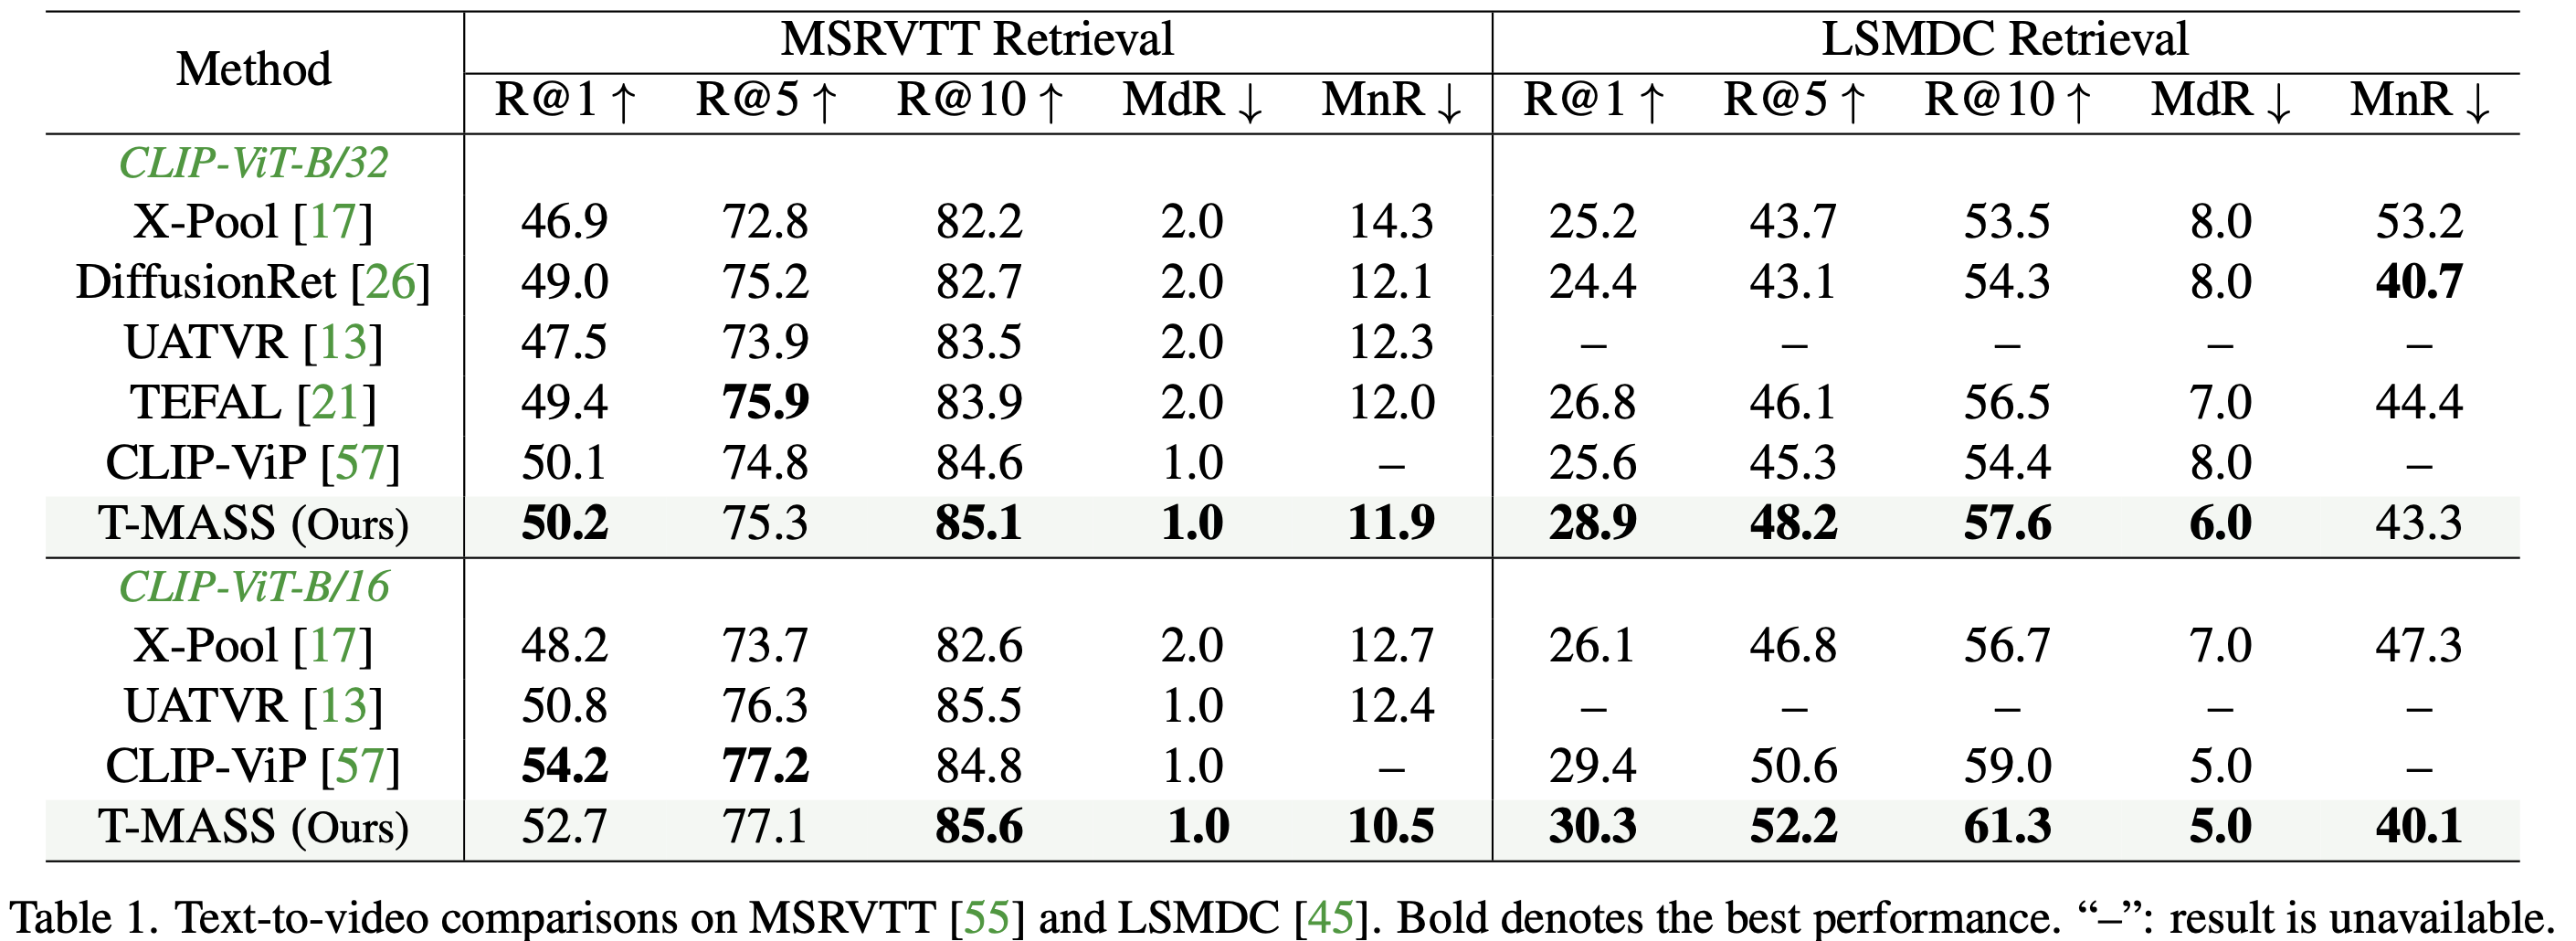 Method MSRVTT Retrieval LSMDC Retrieval
R@1 ↑ R@5 ↑ R@10 ↑ MdR ↓ MnR ↓ R@1 ↑ R@5 ↑ R@10 ↑ MdR ↓ MnR ↓
CLIP-ViT-B/32
X-Pool [17] 46.9 72.8 82.2 2.0 14.3 25.2 43.7 53.5 8.0 53.2
DiffusionRet [26] 49.0 75.2 82.7 2.0 12.1 24.4 43.1 54.3 8.0 40.7
UATVR [13] 47.5 73.9 83.5 2.0 12.3 – – – – –
TEFAL [21] 49.4 75.9 83.9 2.0 12.0 26.8 46.1 56.5 7.0 44.4
CLIP-ViP [57] 50.1 74.8 84.6 1.0 – 25.6 45.3 54.4 8.0 –
T-MASS (Ours) 50.2 75.3 85.1 1.0 11.9 28.9 48.2 57.6 6.0 43.3
CLIP-ViT-B/16
X-Pool [17] 48.2 73.7 82.6 2.0 12.7 26.1 46.8 56.7 7.0 47.3
UATVR [13] 50.8 76.3 85.5 1.0 12.4 – – – – –
CLIP-ViP [57] 54.2 77.2 84.8 1.0 – 29.4 50.6 59.0 5.0 –
T-MASS (Ours) 52.7 77.1 85.6 1.0 10.5 30.3 52.2 61.3 5.0 40.1
Table 1. Text-to-video comparisons on MSRVTT [55] and LSMDC [45]. Bold denotes the best performance. “–”: result is unavailable.